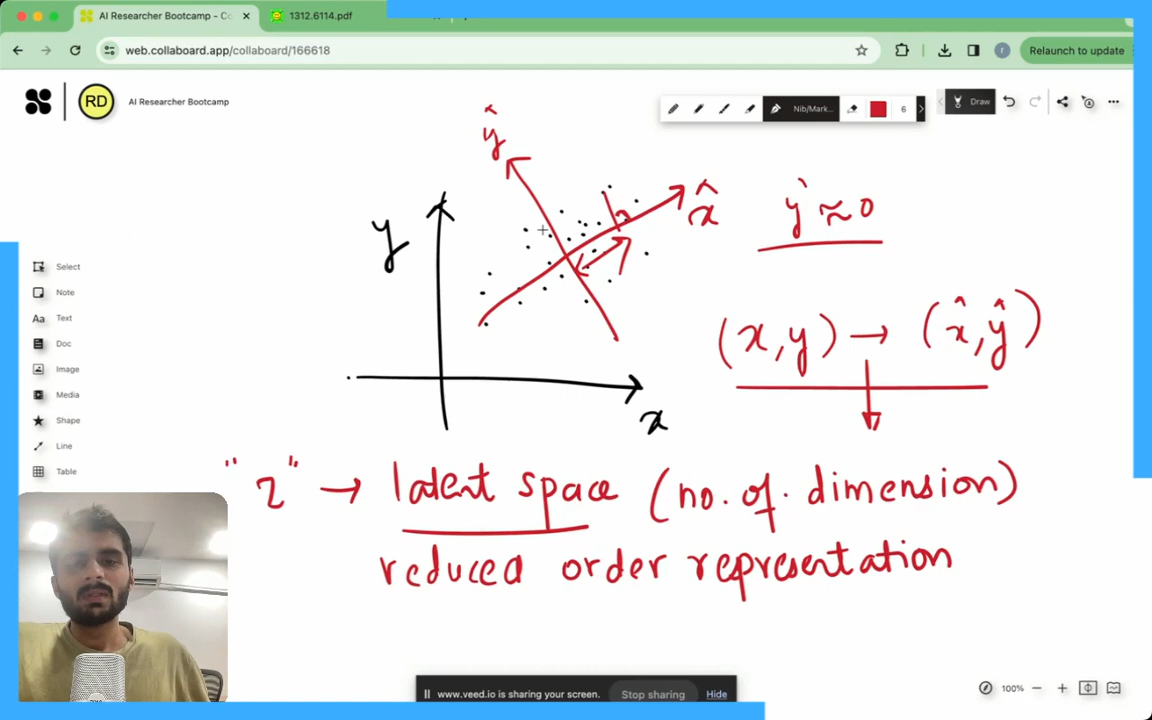 AI Researcher Bootcamp - Co
1312.6114.pdf
web.collaboard.app/collaboard/166618
r
Relaunch to update
RD
AI Researcher Bootcamp
Nib/Mark...
6
Draw
ŷ
x̂
ŷ ≈ 0
y
(x,y) → (x̂,ŷ)
x
"z" → latent space (no. of. dimension)
reduced order representation
Select
Note
Text
Doc
Image
Media
Shape
Line
Table
www.veed.io is sharing your screen.
Stop sharing
Hide
100%